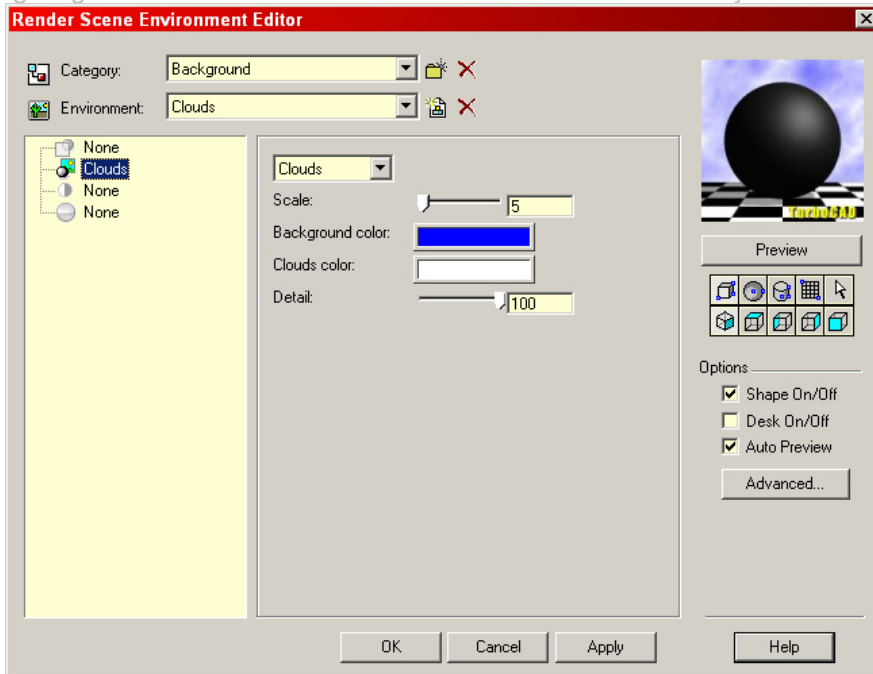 Render Scene Environment Editor
Category: Background
Environment: Clouds
None
Clouds
None
None
Clouds
Scale: 5
Background color:
Clouds color:
Detail: 100
TurboCAD
Preview
Options
Shape On/Off
Desk On/Off
Auto Preview
Advanced...
OK Cancel Apply Help